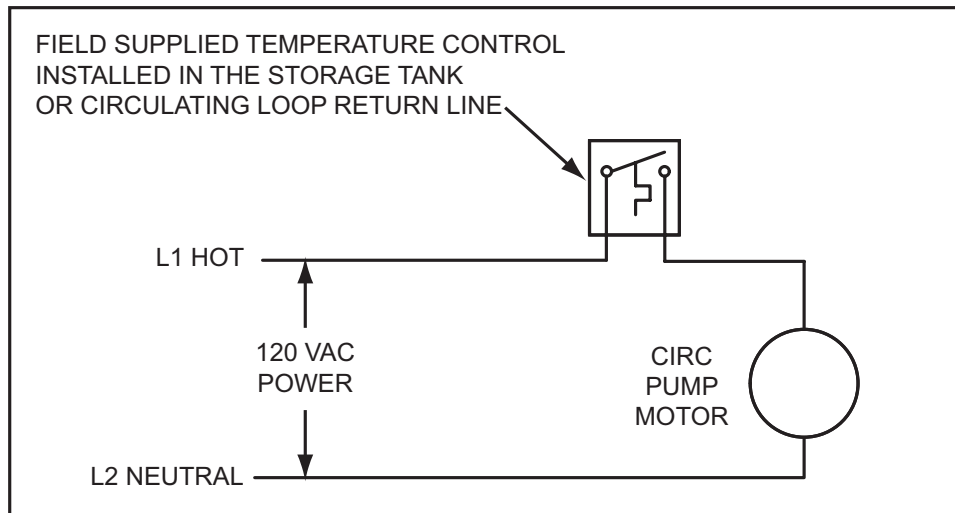 FIELD SUPPLIED TEMPERATURE CONTROL
INSTALLED IN THE STORAGE TANK
OR CIRCULATING LOOP RETURN LINE
L1 HOT
120 VAC
POWER
CIRC
PUMP
MOTOR
L2 NEUTRAL